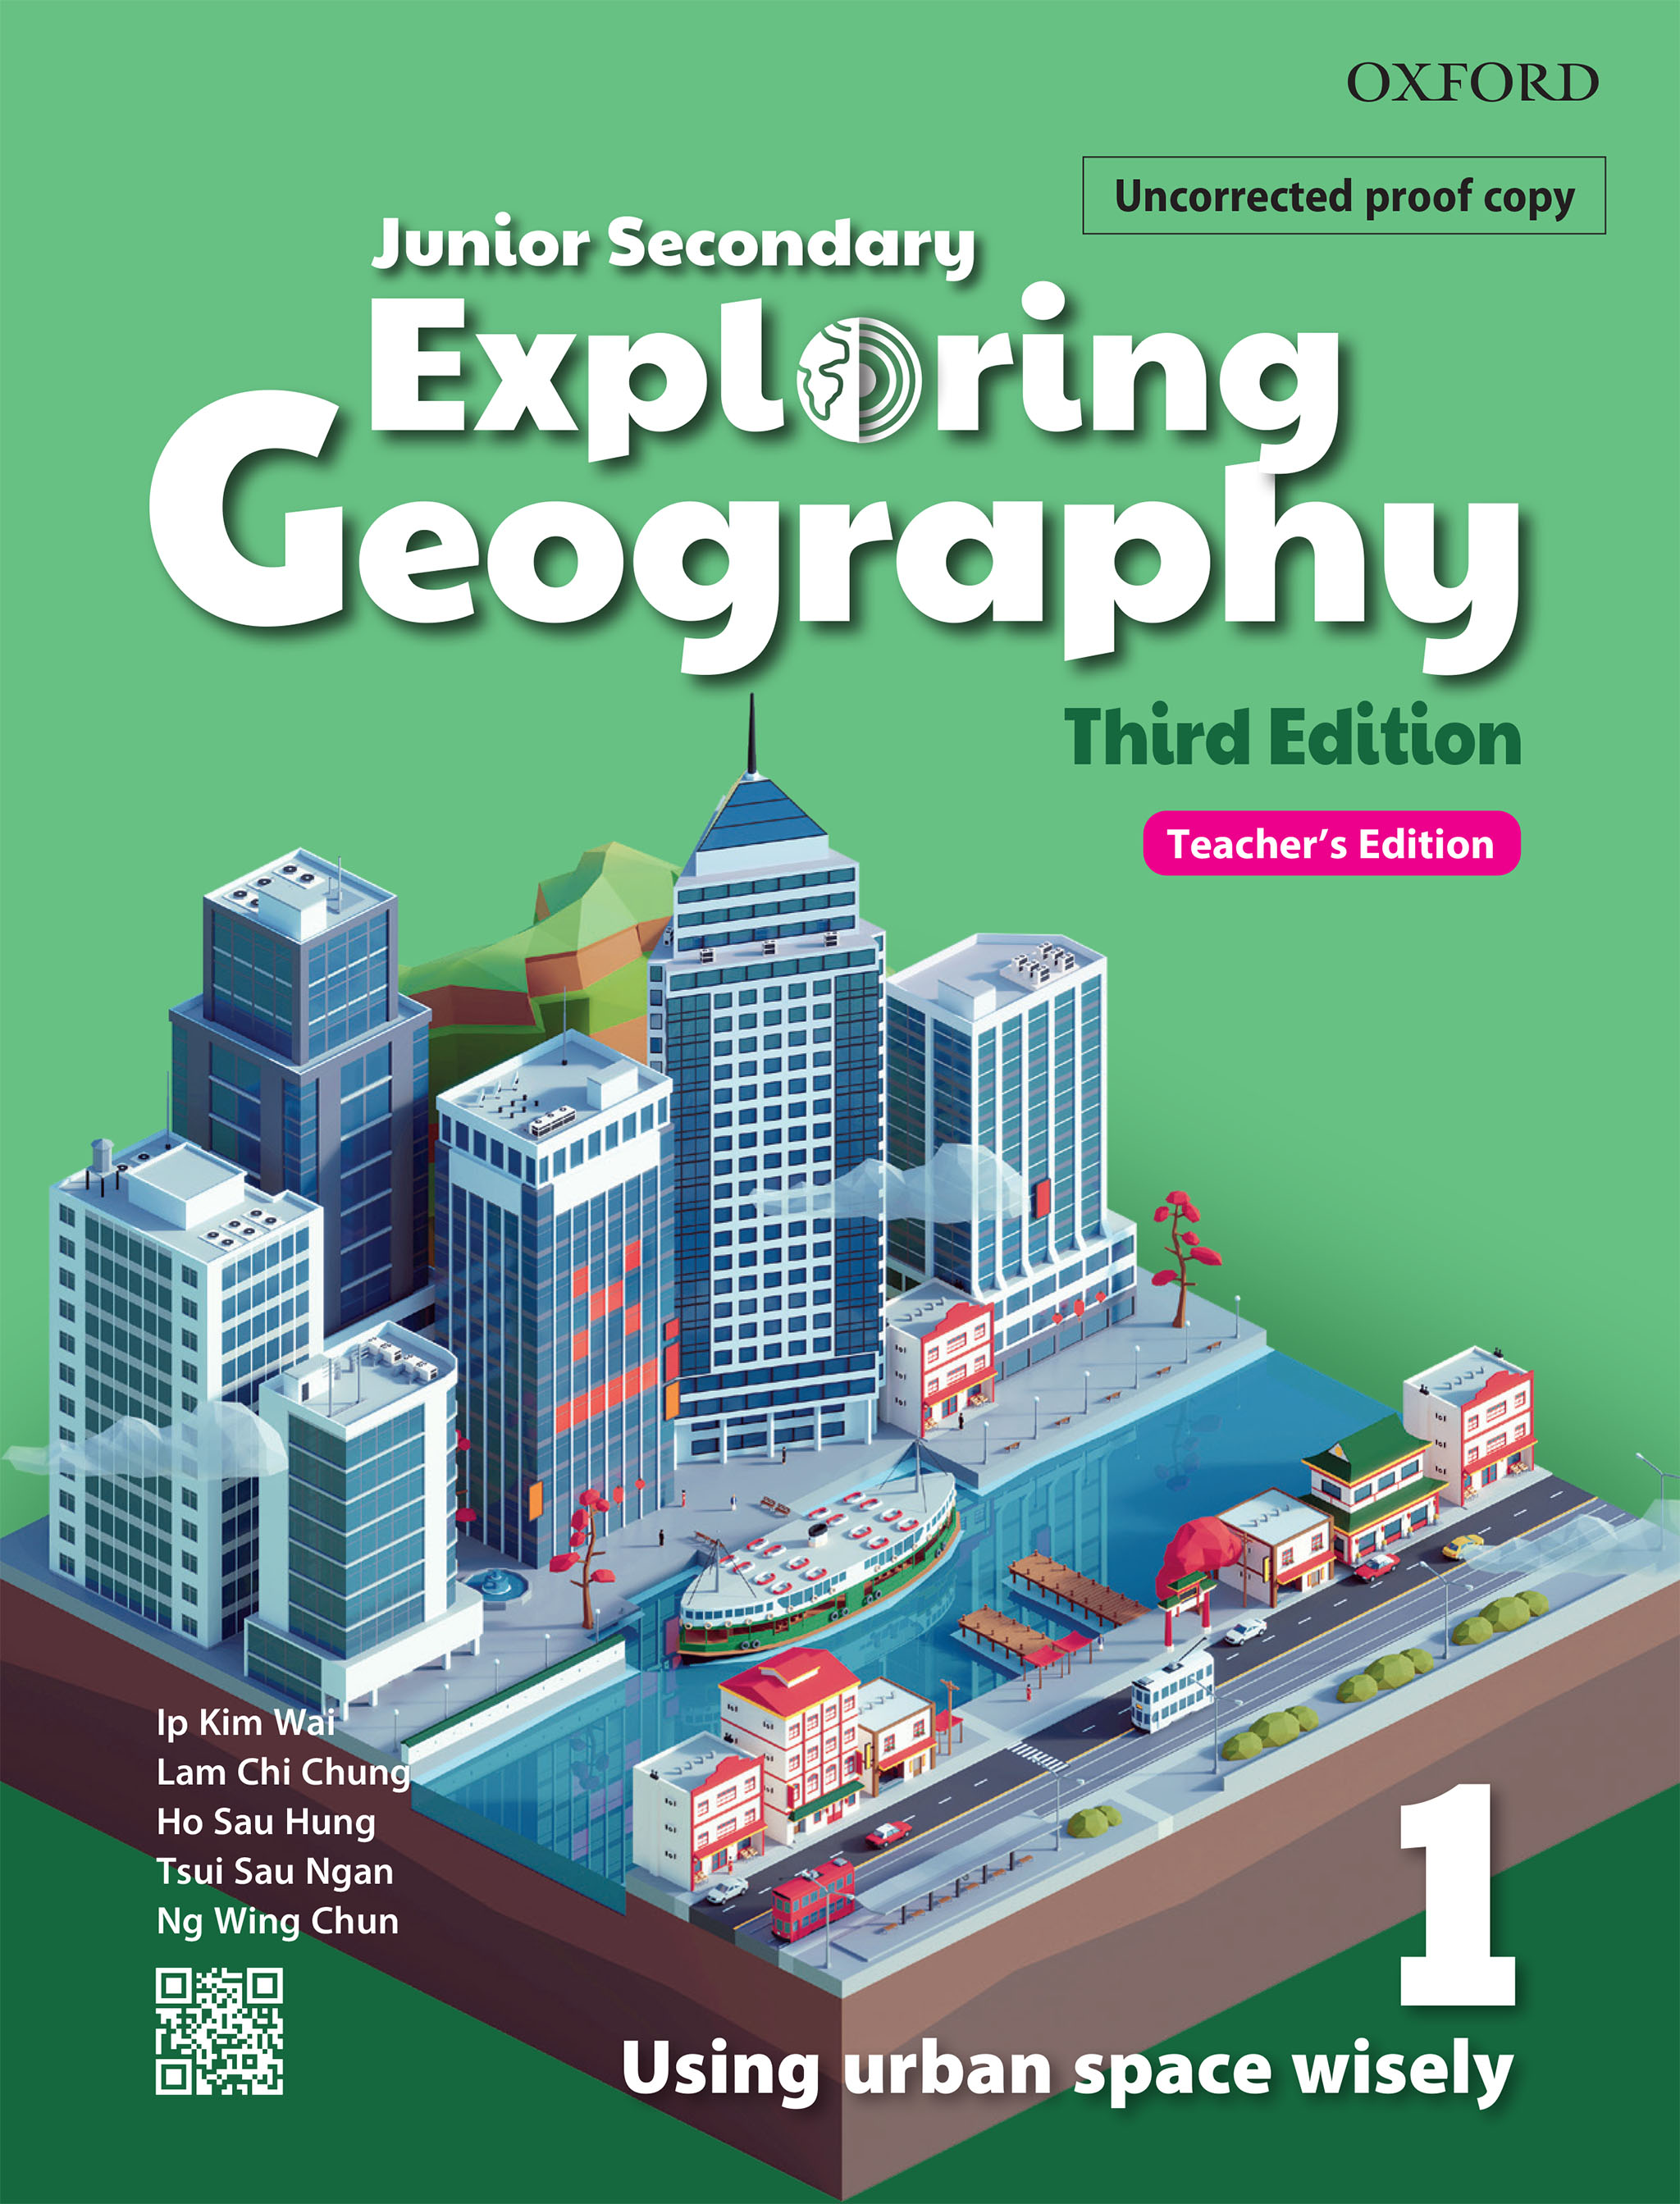 OXFORD
Uncorrected proof copy
Junior Secondary
Exploring
Geography
Third Edition
Teacher’s Edition
Ip Kim Wai
Lam Chi Chung
Ho Sau Hung
Tsui Sau Ngan
Ng Wing Chun
1
Using urban space wisely